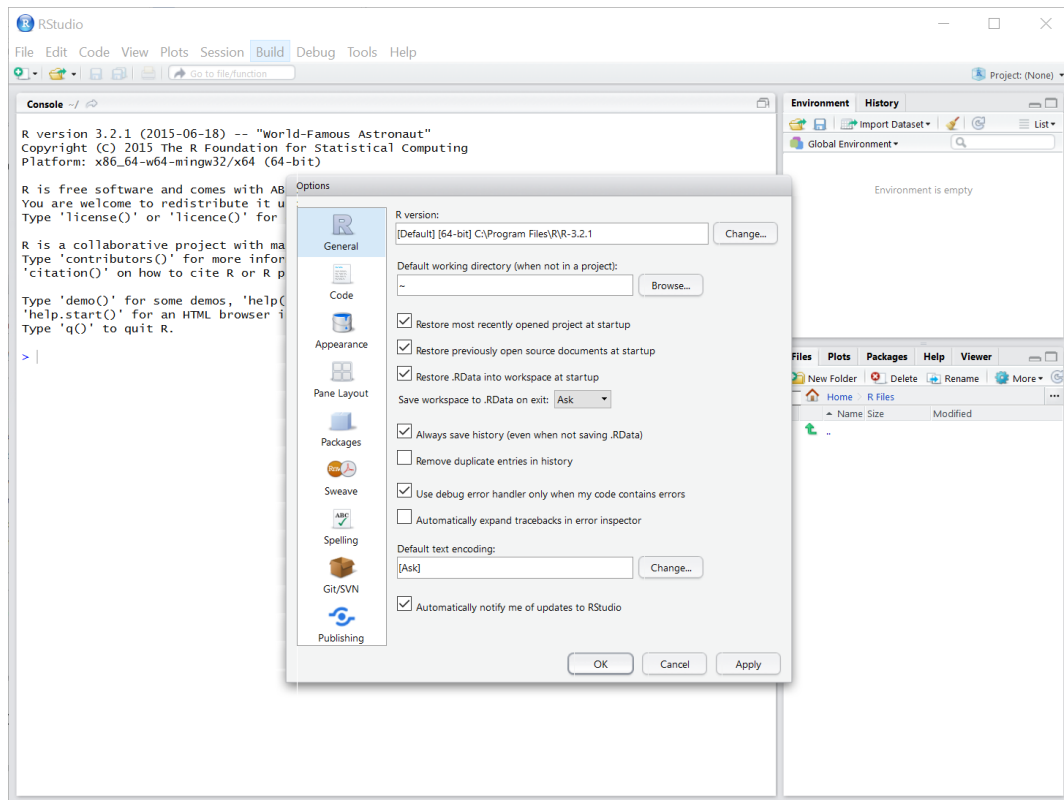 RStudio
File Edit Code View Plots Session Build Debug Tools Help
Go to file/function
Project: (None)
Console ~/
R version 3.2.1 (2015-06-18) -- "World-Famous Astronaut"
Copyright (C) 2015 The R Foundation for Statistical Computing
Platform: x86_64-w64-mingw32/x64 (64-bit)
R is free software and comes with AB
You are welcome to redistribute it u
Type 'license()' or 'licence()' for
R is a collaborative project with ma
Type 'contributors()' for more infor
'citation()' on how to cite R or R p
Type 'demo()' for some demos, 'help(
'help.start()' for an HTML browser i
Type 'q()' to quit R.
>
Environment History
Import Dataset List
Global Environment
Environment is empty
Files Plots Packages Help Viewer
New Folder Delete Rename More
Home R Files
Name Size Modified
..
Options
General
Code
Appearance
Pane Layout
Packages
Sweave
ABC
Spelling
Git/SVN
Publishing
R version:
[Default] [64-bit] C:\Program Files\R\R-3.2.1
Change...
Default working directory (when not in a project):
~
Browse...
Restore most recently opened project at startup
Restore previously open source documents at startup
Restore .RData into workspace at startup
Save workspace to .RData on exit: Ask
Always save history (even when not saving .RData)
Remove duplicate entries in history
Use debug error handler only when my code contains errors
Automatically expand tracebacks in error inspector
Default text encoding:
[Ask]
Change...
Automatically notify me of updates to RStudio
OK Cancel Apply